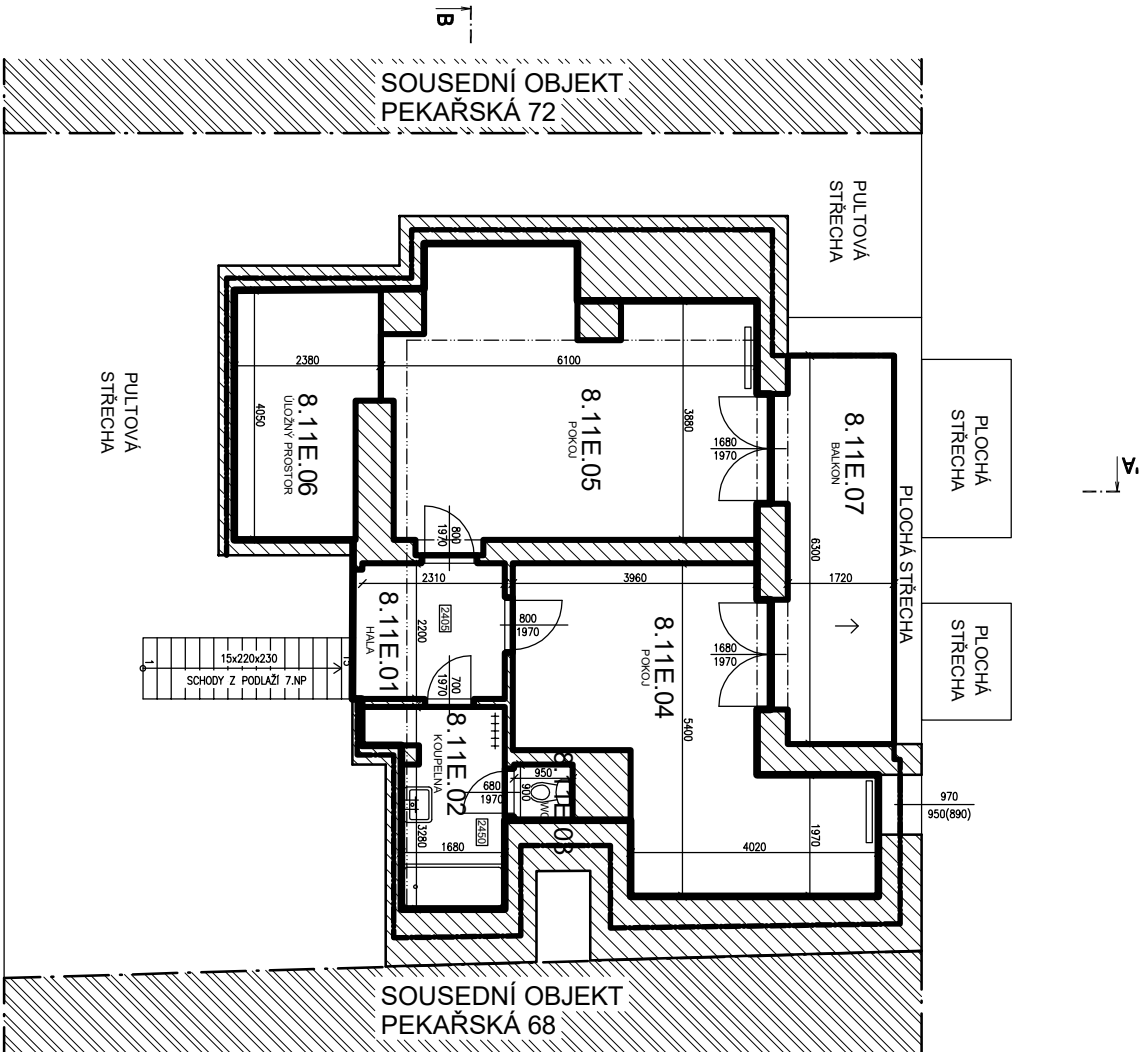 B
SOUSEDNÍ OBJEKT
PEKAŘSKÁ 72
PULTOVÁ
STŘECHA
PLOCHÁ
STŘECHA
A'
PLOCHÁ STŘECHA
8.11E.07
BALKON
6300
1720
2380
4050
8.11E.06
ÚLOŽNÝ PROSTOR
6100
3880
8.11E.05
POKOJ
1680
1970
PULTOVÁ
STŘECHA
800
1970
2310
2405
2200
8.11E.01
HALA
800
1970
3960
8.11E.04
POKOJ
5400
1680
1970
PLOCHÁ
STŘECHA
15x220x230
SCHODY Z PODLAŽÍ 7.NP
1
15
700
1970
8.11E.02
KOUPELNA
680
1970
2450
3280
1680
950
900
8.11E.03
WC
4020
1970
970
950(890)
SOUSEDNÍ OBJEKT
PEKAŘSKÁ 68